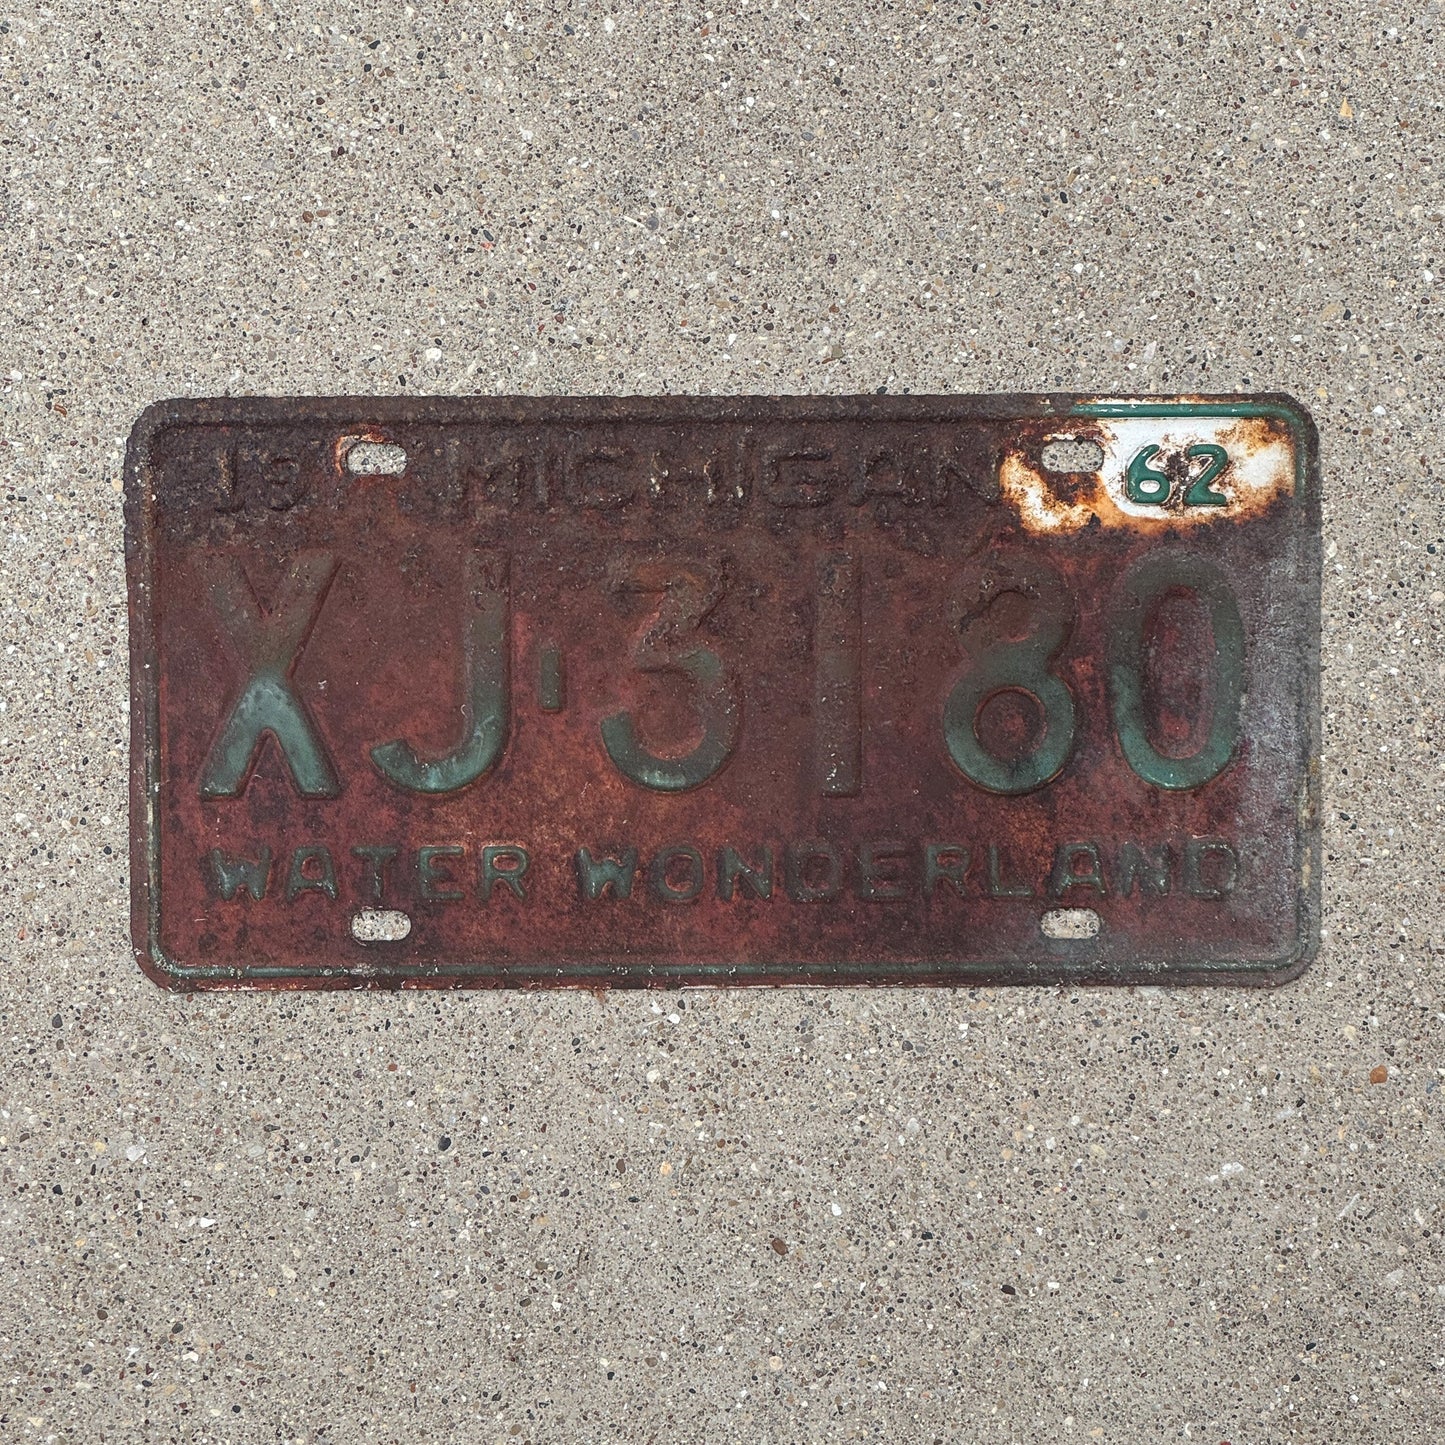 19 MICHIGAN 62
XJ·3180
WATER WONDERLAND